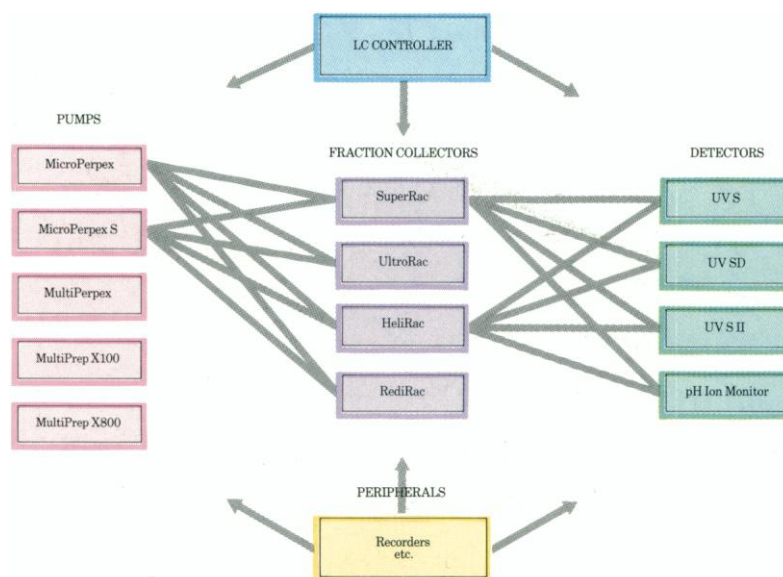 LC CONTROLLER
PUMPS
MicroPerpex
MicroPerpex S
MultiPerpex
MultiPrep X100
MultiPrep X800
FRACTION COLLECTORS
SuperRac
UltroRac
HeliRac
RediRac
DETECTORS
UV S
UV SD
UV S II
pH Ion Monitor
PERIPHERALS
Recorders
etc.